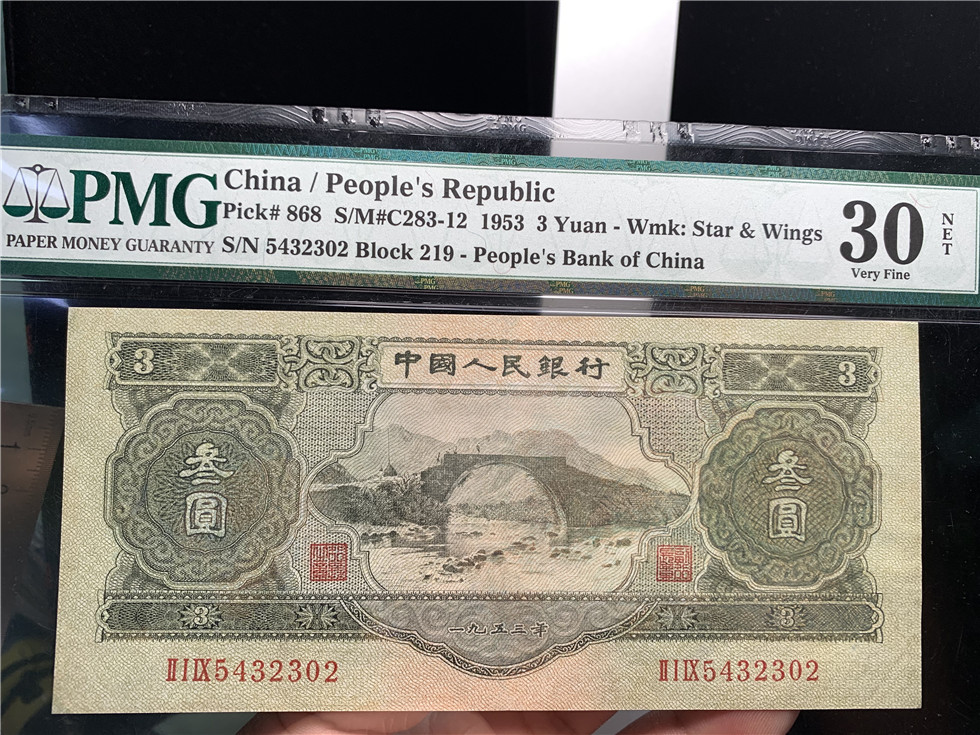 PMG
PAPER MONEY GUARANTY
China / People's Republic
Pick# 868 S/M#C283-12 1953 3 Yuan - Wmk: Star & Wings
S/N 5432302 Block 219 - People's Bank of China
30
NET
Very Fine
3
中國人民銀行
3
叁圓
叁圓
3
3
一九五三年
ⅡⅠⅨ5432302
ⅡⅠⅨ5432302